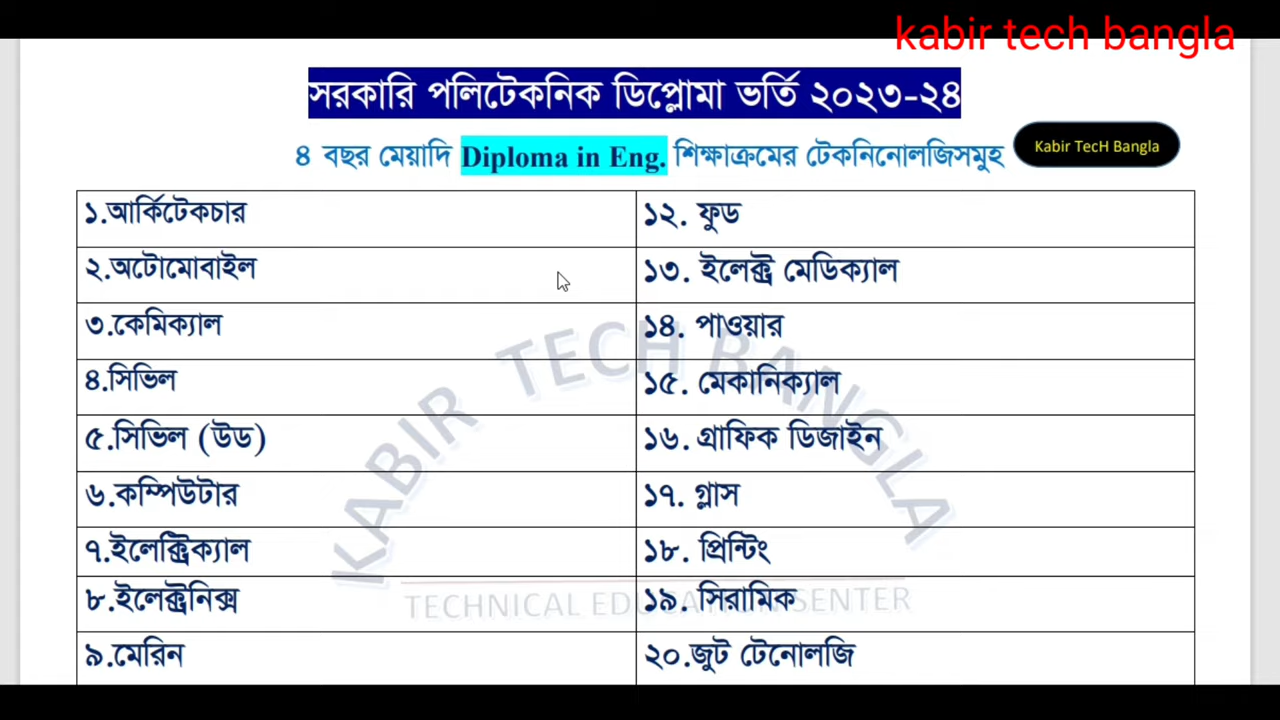 kabir tech bangla
সরকারি পলিটেকনিক ডিপ্লোমা ভর্তি ২০২৩-২৪
৪ বছর মেয়াদি Diploma in Eng. শিক্ষাক্রমের টেকনিনোলজিসমুহ
Kabir TecH Bangla
১.আর্কিটেকচার
১২. ফুড
২.অটোমোবাইল
১৩. ইলেক্ট্র মেডিক্যাল
৩.কেমিক্যাল
১৪. পাওয়ার
৪.সিভিল
১৫. মেকানিক্যাল
৫.সিভিল (উড)
১৬. গ্রাফিক ডিজাইন
৬.কম্পিউটার
১৭. গ্লাস
৭.ইলেক্ট্রিক্যাল
১৮. প্রিন্টিং
৮.ইলেক্ট্রনিক্স
১৯. সিরামিক
৯.মেরিন
২০.জুট টেনোলজি
KABIR TECH BANGLA
TECHNICAL EDUCATION SENTER